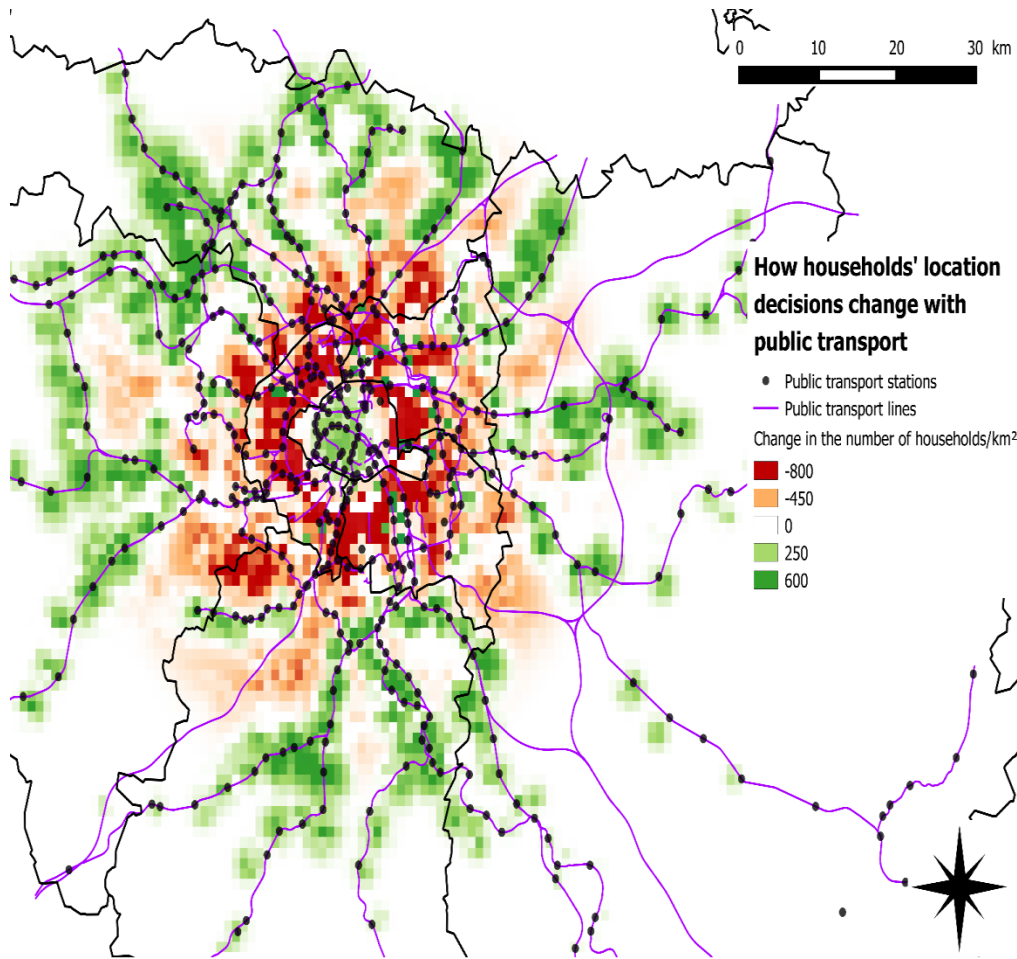 0 10 20 30 km
How households' location
decisions change with
public transport
Public transport stations
Public transport lines
Change in the number of households/km²
-800
-450
0
250
600